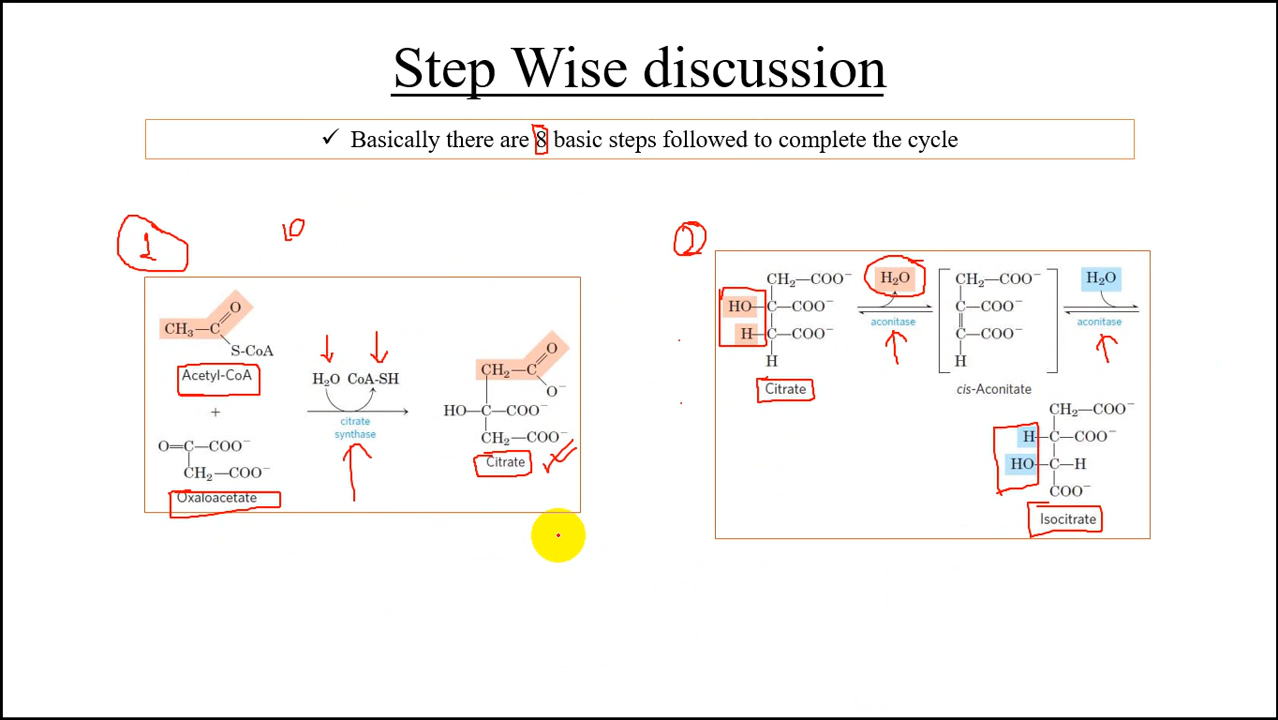 Step Wise discussion
✓ Basically there are 8 basic steps followed to complete the cycle
1
10
CH₃—C
O
S-CoA
Acetyl-CoA
+
O=C—COO⁻
CH₂—COO⁻
Oxaloacetate
H₂O CoA-SH
citrate
synthase
O
CH₂—C
O⁻
HO—C—COO⁻
CH₂—COO⁻
Citrate
2
CH₂—COO⁻
HO—C—COO⁻
H—C—COO⁻
H
Citrate
H₂O
aconitase
CH₂—COO⁻
C—COO⁻
C—COO⁻
H
cis-Aconitate
H₂O
aconitase
CH₂—COO⁻
H—C—COO⁻
HO—C—H
COO⁻
Isocitrate